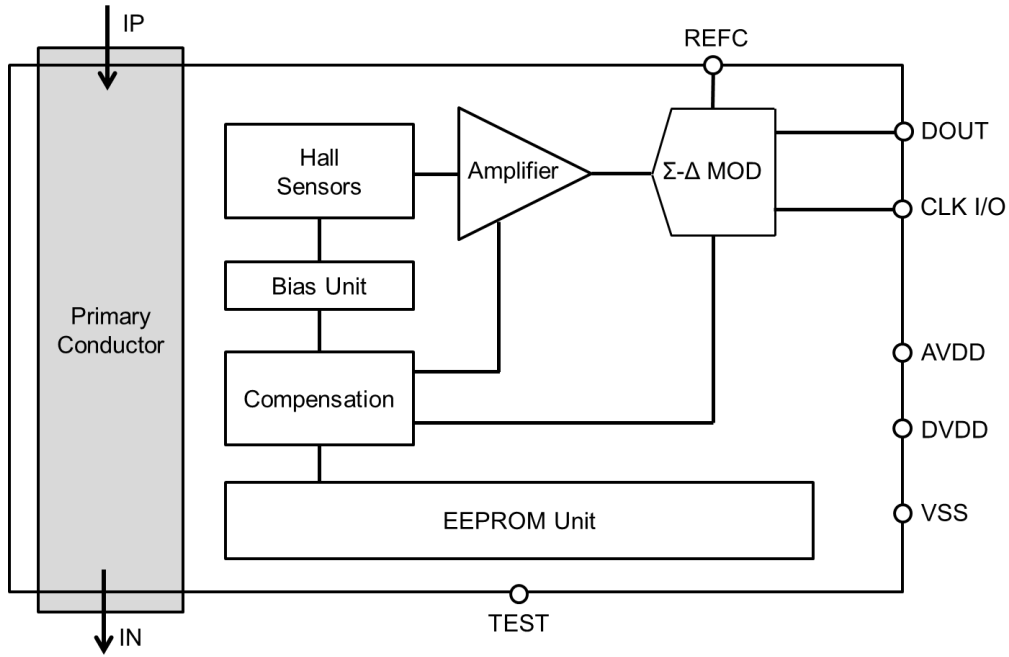 IP
REFC
DOUT
Hall
Sensors
Amplifier
Σ-Δ MOD
CLK I/O
Bias Unit
Primary
Conductor
AVDD
Compensation
DVDD
EEPROM Unit
VSS
TEST
IN